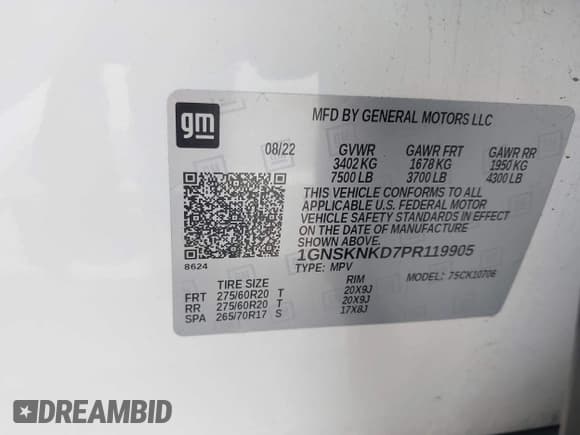 gm
MFD BY GENERAL MOTORS LLC
08/22 GVWR GAWR FRT GAWR RR
3402 KG 1678 KG 1950 KG
7500 LB 3700 LB 4300 LB
THIS VEHICLE CONFORMS TO ALL
APPLICABLE U.S. FEDERAL MOTOR
VEHICLE SAFETY STANDARDS IN EFFECT
ON THE DATE OF MANUFACTURE
SHOWN ABOVE.
1GNSKNKD7PR119905
8624
TYPE: MPV MODEL: 7SCK10706
TIRE SIZE RIM
FRT 275/60R20 T 20X9J
RR 275/60R20 T 20X9J
SPA 265/70R17 S 17X8J
DREAMBID